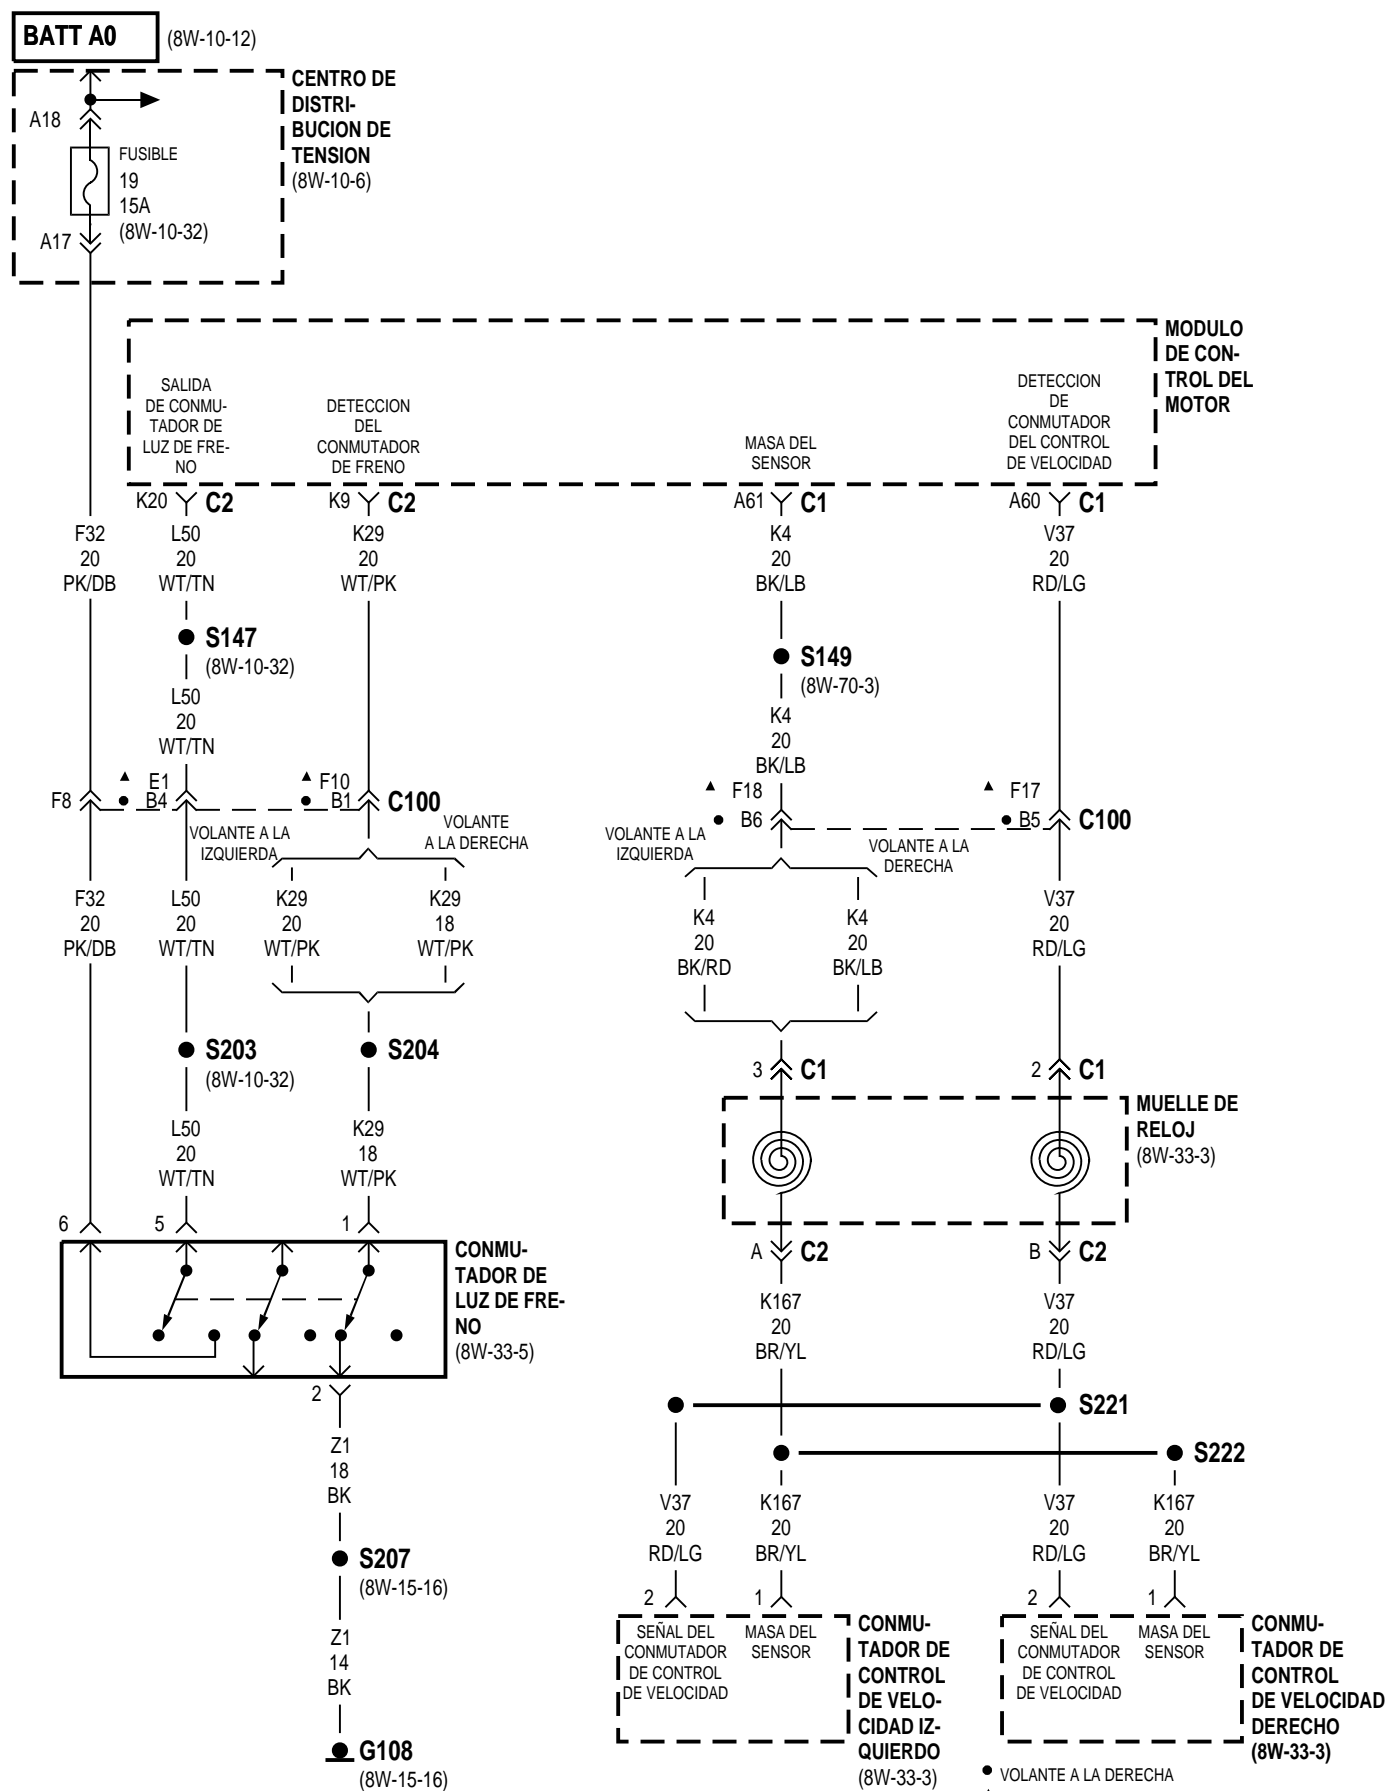 BATT A0
(8W-10-12)
CENTRO DE
DISTRI-
BUCION DE
TENSION
(8W-10-6)
A18
FUSIBLE
19
15A
(8W-10-32)
A17
MODULO
DE CON-
TROL DEL
MOTOR
SALIDA
DE CONMU-
TADOR DE
LUZ DE FRE-
NO
DETECCION
DEL
CONMUTADOR
DE FRENO
MASA DEL
SENSOR
DETECCION
DE
CONMUTADOR
DEL CONTROL
DE VELOCIDAD
K20 C2 K9 C2 A61 C1 A60 C1
F32 L50 K29 K4 V37
20 20 20 20 20
PK/DB WT/TN WT/PK BK/LB RD/LG
S147
(8W-10-32)
S149
(8W-70-3)
L50
20
WT/TN
K4
20
BK/LB
▲ E1 ▲ F10
F8 ● B4 ● B1 C100
▲ F18 ▲ F17
● B6 ● B5 C100
VOLANTE A LA
IZQUIERDA
VOLANTE
A LA DERECHA
VOLANTE A LA
IZQUIERDA
VOLANTE A LA
DERECHA
F32 L50 K29 K29
20 20 20 18
PK/DB WT/TN WT/PK WT/PK
K4 K4
20 20
BK/RD BK/LB
V37
20
RD/LG
S203
(8W-10-32)
S204
3 C1 2 C1
MUELLE DE
RELOJ
(8W-33-3)
L50 K29
20 18
WT/TN WT/PK
6 5 1
CONMU-
TADOR DE
LUZ DE FRE-
NO
(8W-33-5)
A C2 B C2
K167 V37
20 20
BR/YL RD/LG
2
S221
S222
Z1
18
BK
V37 K167 V37 K167
20 20 20 20
RD/LG BR/YL RD/LG BR/YL
S207
(8W-15-16)
2 1 2 1
Z1
14
BK
SEÑAL DEL
CONMUTADOR
DE CONTROL
DE VELOCIDAD
MASA DEL
SENSOR
CONMU-
TADOR DE
CONTROL
DE VELO-
CIDAD IZ-
QUIERDO
(8W-33-3)
SEÑAL DEL
CONMUTADOR
DE CONTROL
DE VELOCIDAD
MASA DEL
SENSOR
CONMU-
TADOR DE
CONTROL
DE VELOCIDAD
DERECHO
(8W-33-3)
G108
(8W-15-16)
● VOLANTE A LA DERECHA